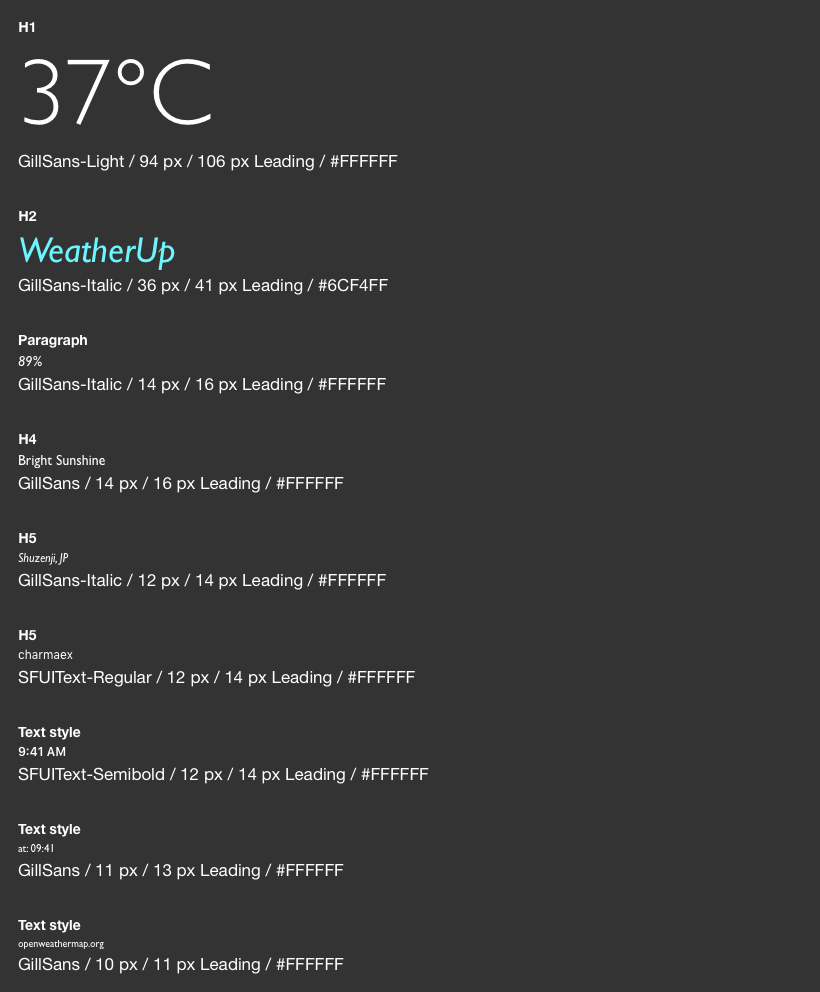 H1
37°C
GillSans-Light / 94 px / 106 px Leading / #FFFFFF
H2
WeatherUp
GillSans-Italic / 36 px / 41 px Leading / #6CF4FF
Paragraph
89%
GillSans-Italic / 14 px / 16 px Leading / #FFFFFF
H4
Bright Sunshine
GillSans / 14 px / 16 px Leading / #FFFFFF
H5
Shuzenji, JP
GillSans-Italic / 12 px / 14 px Leading / #FFFFFF
H5
charmaex
SFUIText-Regular / 12 px / 14 px Leading / #FFFFFF
Text style
9:41 AM
SFUIText-Semibold / 12 px / 14 px Leading / #FFFFFF
Text style
at: 09:41
GillSans / 11 px / 13 px Leading / #FFFFFF
Text style
openweathermap.org
GillSans / 10 px / 11 px Leading / #FFFFFF